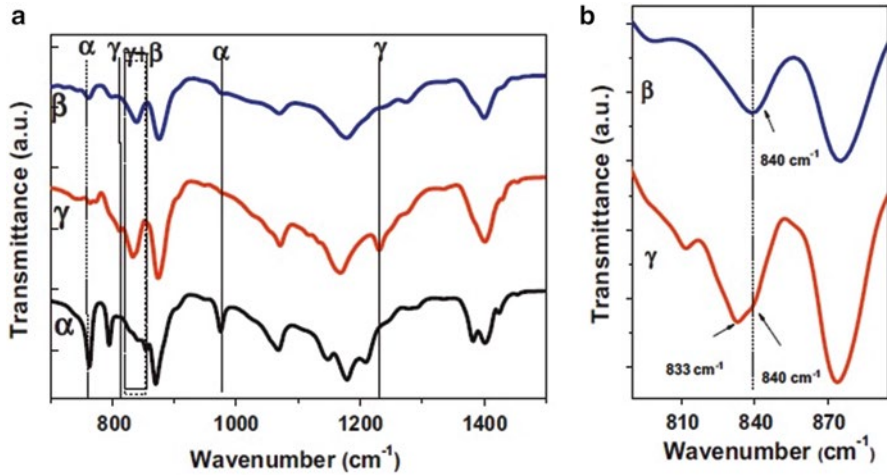 a
α γ γ+β α γ
Transmittance (a.u.)
β
γ
α
800 1000 1200 1400
Wavenumber (cm-1)
b
Transmittance (a.u.)
β
840 cm-1
γ
833 cm-1
840 cm-1
810 840 870
Wavenumber (cm-1)